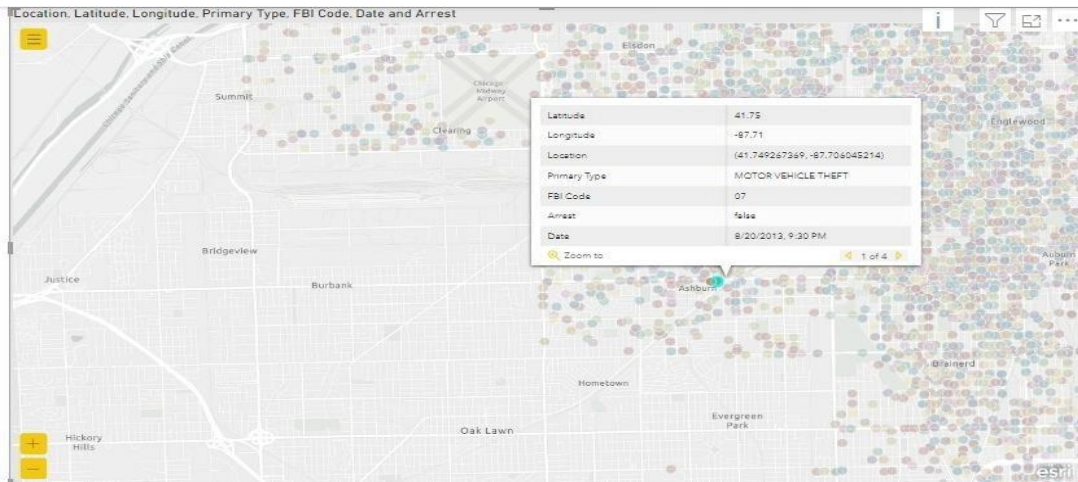 Location, Latitude, Longitude, Primary Type, FBI Code, Date and Arrest
i
Elsdon
Chicago Midway Airport
Summit
Clearing
Englewood
Latitude 41.75
Longitude -87.71
Location (41.749267369, -87.706045214)
Primary Type MOTOR VEHICLE THEFT
FBI Code 07
Arrest false
Date 8/20/2013, 9:30 PM
Zoom to 1 of 4
Bridgeview
Auburn Park
Justice
Burbank
Ashburn
Brainerd
Hometown
Evergreen Park
Oak Lawn
Hickory Hills
esri